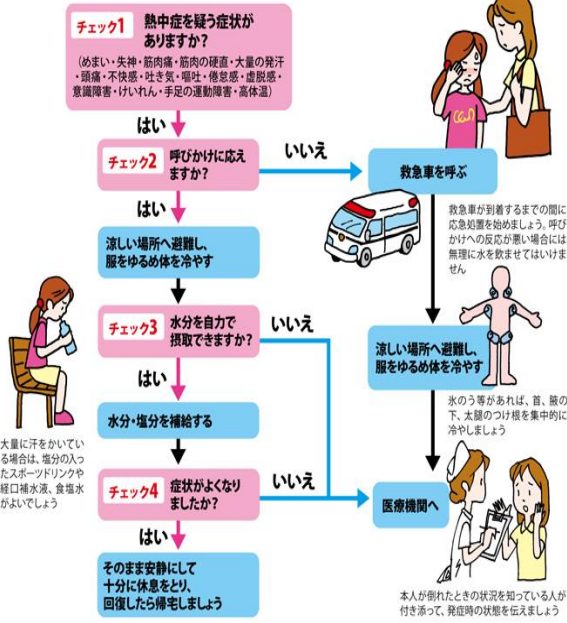 チェック1
熱中症を疑う症状が
ありますか？
（めまい・失神・筋肉痛・筋肉の硬直・大量の発汗
・頭痛・不快感・吐き気・嘔吐・倦怠感・虚脱感・
意識障害・けいれん・手足の運動障害・高体温）
はい
チェック2
呼びかけに応え
ますか？
いいえ
救急車を呼ぶ
救急車が到着するまでの間に
応急処置を始めましょう。呼び
かけへの反応が悪い場合には
無理に水を飲ませてはいけま
せん
はい
涼しい場所へ避難し、
服をゆるめ体を冷やす
チェック3
水分を自力で
摂取できますか？
いいえ
涼しい場所へ避難し、
服をゆるめ体を冷やす
氷のう等があれば、首、腋の
下、太腿のつけ根を集中的に
冷やしましょう
はい
水分・塩分を補給する
大量に汗をかいてい
る場合は、塩分の入っ
たスポーツドリンクや
経口補水液、食塩水
がよいでしょう
チェック4
症状がよくなり
ましたか？
いいえ
医療機関へ
はい
そのまま安静にして
十分に休息をとり、
回復したら帰宅しましょう
本人が倒れたときの状況を知っている人が
付き添って、発症時の状態を伝えましょう